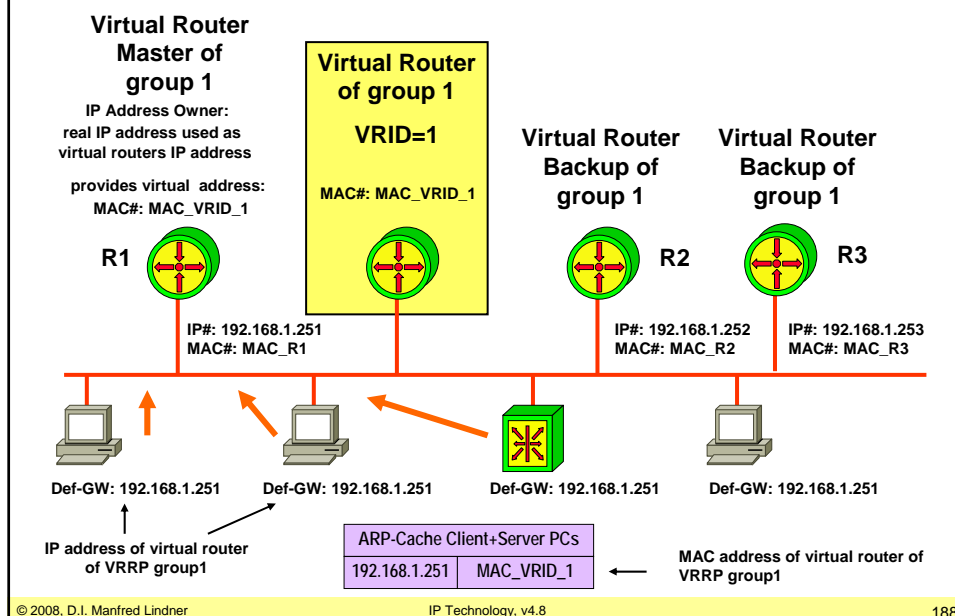 Virtual Router
Master of
group 1
IP Address Owner:
real IP address used as
virtual routers IP address
provides virtual address:
MAC#: MAC_VRID_1
Virtual Router
of group 1
VRID=1
MAC#: MAC_VRID_1
Virtual Router
Backup of
group 1
Virtual Router
Backup of
group 1
R1
R2
R3
IP#: 192.168.1.251
MAC#: MAC_R1
IP#: 192.168.1.252
MAC#: MAC_R2
IP#: 192.168.1.253
MAC#: MAC_R3
Def-GW: 192.168.1.251
Def-GW: 192.168.1.251
Def-GW: 192.168.1.251
Def-GW: 192.168.1.251
IP address of virtual router
of VRRP group1
ARP-Cache Client+Server PCs
192.168.1.251 MAC_VRID_1
MAC address of virtual router of
VRRP group1
© 2008, D.I. Manfred Lindner
IP Technology, v4.8
188